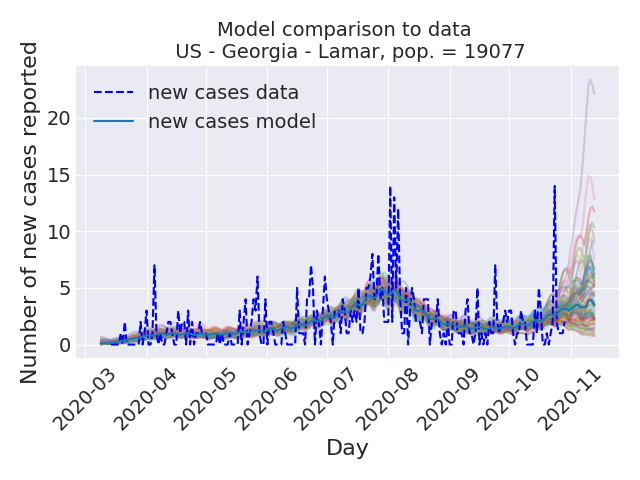 Model comparison to data
US - Georgia - Lamar, pop. = 19077
Number of new cases reported
20
15
10
5
0
new cases data
new cases model
2020-03
2020-04
2020-05
2020-06
2020-07
2020-08
2020-09
2020-10
2020-11
Day